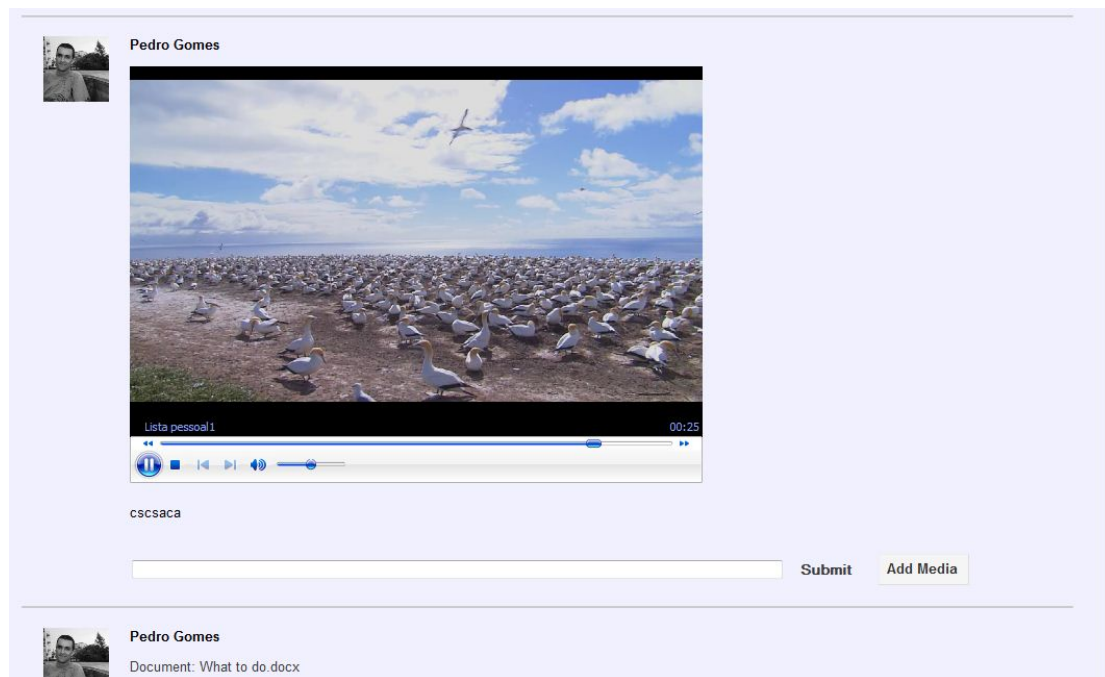 Pedro Gomes
Lista pessoal1 00:25
cscsaca
Submit Add Media
Pedro Gomes
Document: What to do.docx